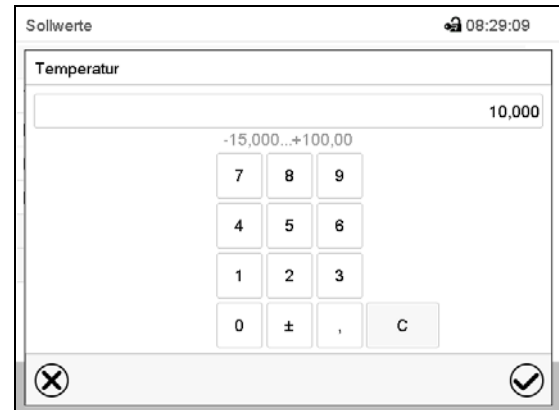 Sollwerte 08:29:09
Temperatur
10,000
-15,000...+100,00
7 8 9
4 5 6
1 2 3
0 ± , C